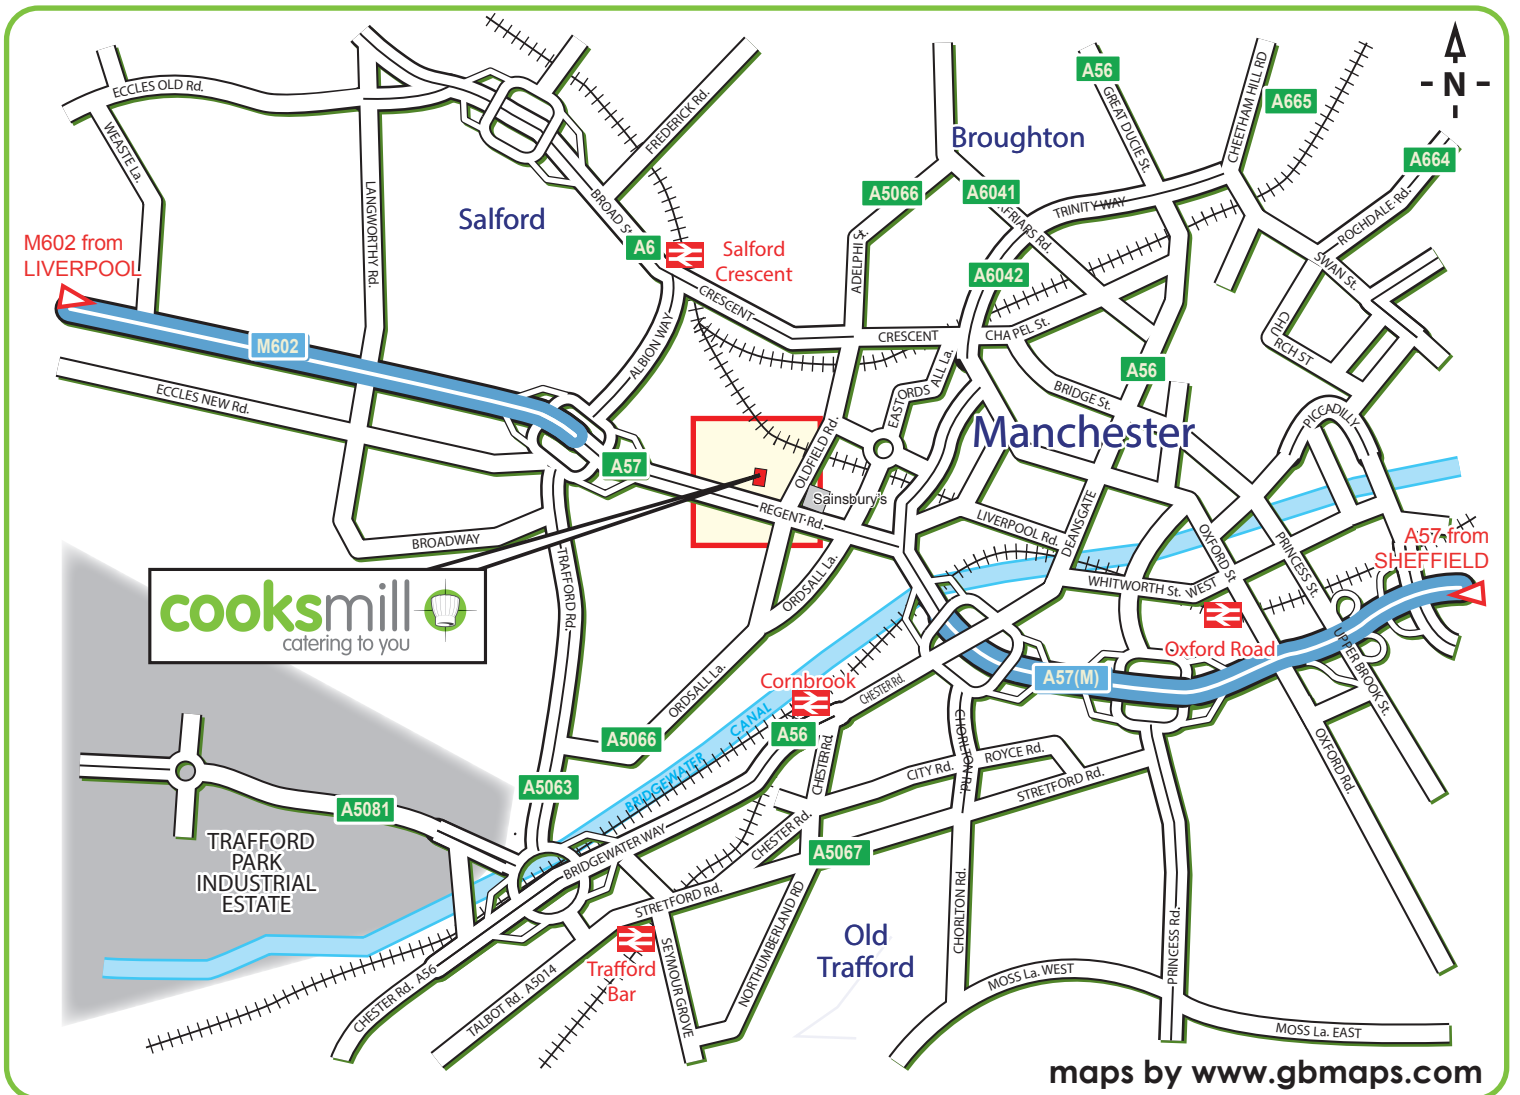 ECCLES OLD Rd.
WEASTE La.
LANGWORTHY Rd.
FREDERICK Rd.
BROAD St.
A6
Salford
Salford
Crescent
CRESCENT
CRESCENT
ALBION WAY
M602 from
LIVERPOOL
M602
ECCLES NEW Rd.
A57
BROADWAY
TRAFFORD Rd.
cooksmill
catering to you
Broughton
A56
GREAT DUCIE St.
CHEETHAM HILL RD
A665
N
A664
ROCHDALE Rd.
SWAN St.
CHU
RCH ST
A5066
A6041
TRINITY WAY
ADELPHI St.
A6042
CHAPEL St.
A56
BRIDGE St.
Manchester
PICCADILLY
OLDFIELD Rd.
Sainsbury's
REGENT Rd.
LIVERPOOL Rd.
DEANSGATE
OXFORD St
PRINCESS St.
A57 from
SHEFFIELD
WHITWORTH St. WEST
Oxford Road
UPPER BROOK St.
OXFORD Rd.
A57(M)
ORDSALL La.
ORDSALL La.
Cornbrook
CHESTER Rd.
BRIDGEWATER
CANAL
A56
A5066
A5063
A5081
TRAFFORD
PARK
INDUSTRIAL
ESTATE
BRIDGEWATER WAY
CHESTER Rd.
CHESTER Rd.
CITY Rd.
ROYCE Rd.
CHORLTON Rd.
STRETFORD Rd.
A5067
STRETFORD Rd.
Trafford
Bar
SEYMOUR GROVE
NORTHUMBERLAND RD
Old
Trafford
CHORLTON Rd.
PRINCESS Rd.
MOSS La. WEST
MOSS La. EAST
CHESTER Rd. A56
TALBOT Rd. A5014
maps by www.gbmaps.com